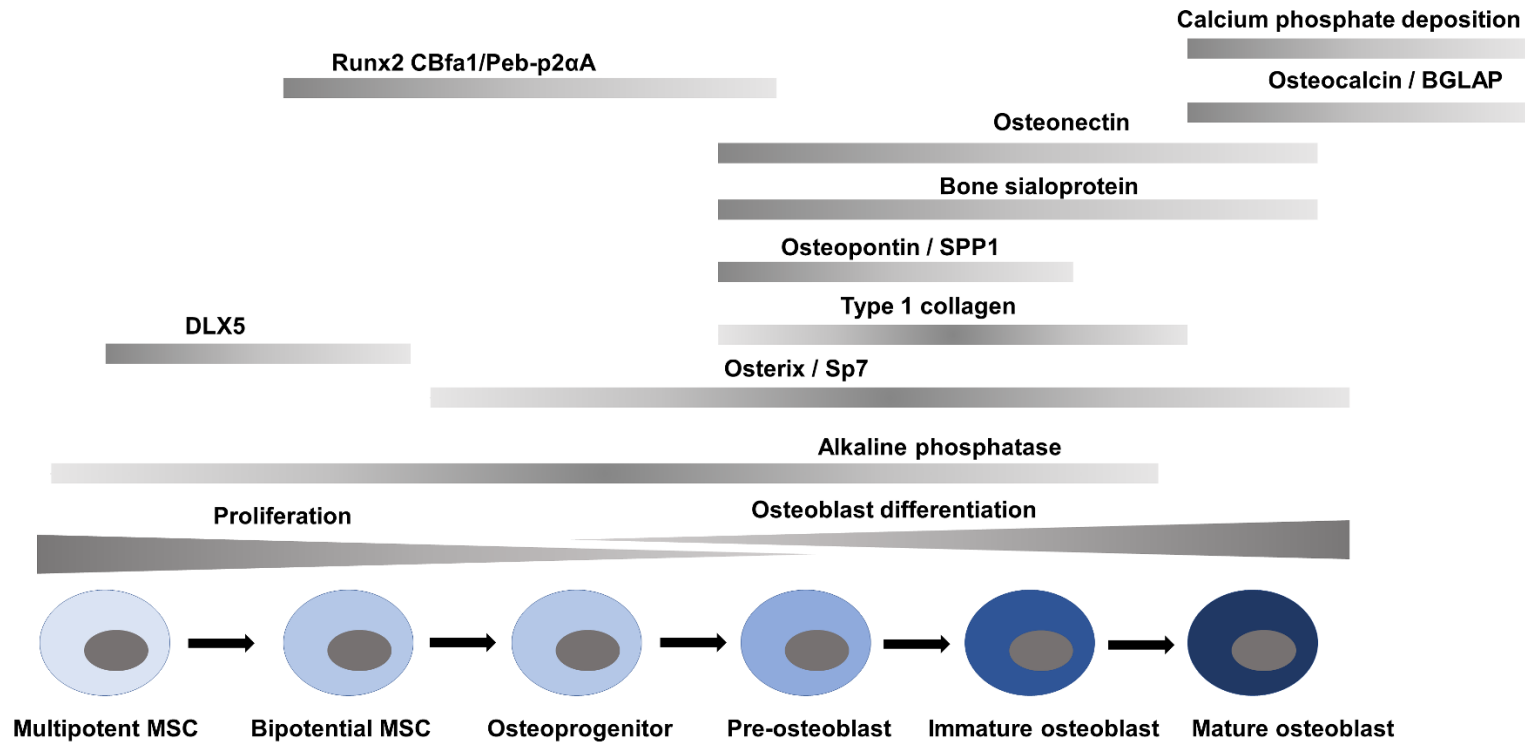 Calcium phosphate deposition
Runx2 CBfa1/Peb-p2αA
Osteocalcin / BGLAP
Osteonectin
Bone sialoprotein
Osteopontin / SPP1
Type 1 collagen
DLX5
Osterix / Sp7
Alkaline phosphatase
Proliferation
Osteoblast differentiation
Multipotent MSC
Bipotential MSC
Osteoprogenitor
Pre-osteoblast
Immature osteoblast
Mature osteoblast